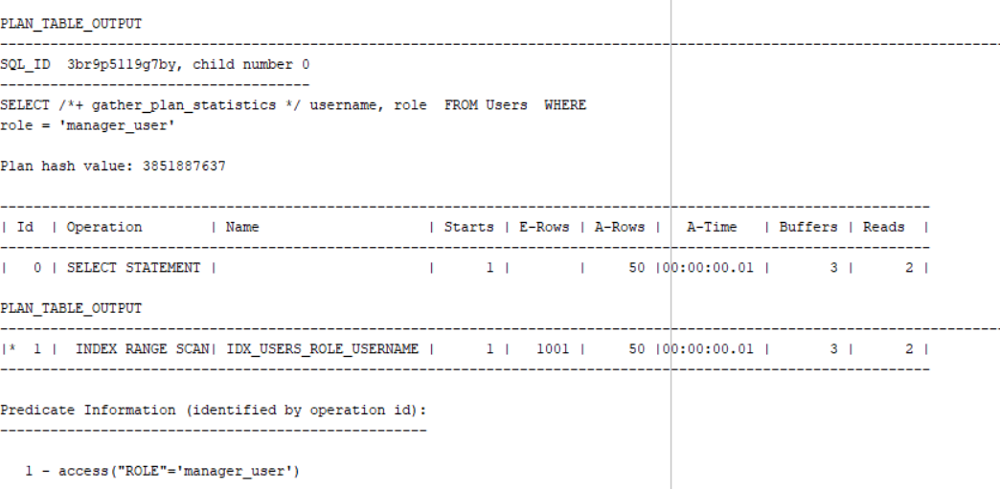 PLAN_TABLE_OUTPUT
--------------------------------------------------------------------------------
SQL_ID  3br9p5119g7by, child number 0
-------------------------------------
SELECT /*+ gather_plan_statistics */ username, role  FROM Users  WHERE
role = 'manager_user'
Plan hash value: 3851887637
--------------------------------------------------------------------------------
| Id  | Operation        | Name                    | Starts | E-Rows | A-Rows |   A-Time   | Buffers | Reads  |
--------------------------------------------------------------------------------
|   0 | SELECT STATEMENT |                         |      1 |        |     50 |00:00:00.01 |       3 |      2 |
PLAN_TABLE_OUTPUT
--------------------------------------------------------------------------------
|*  1 |  INDEX RANGE SCAN| IDX_USERS_ROLE_USERNAME |      1 |   1001 |     50 |00:00:00.01 |       3 |      2 |
--------------------------------------------------------------------------------
Predicate Information (identified by operation id):
---------------------------------------------------
1 - access("ROLE"='manager_user')